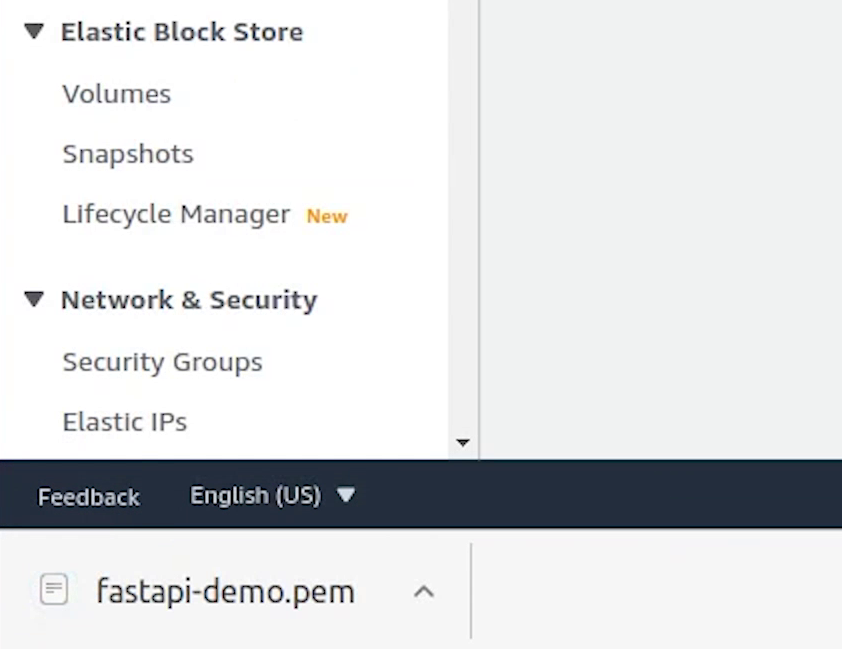 Elastic Block Store
Volumes
Snapshots
Lifecycle Manager New
Network & Security
Security Groups
Elastic IPs
Feedback English (US)
fastapi-demo.pem